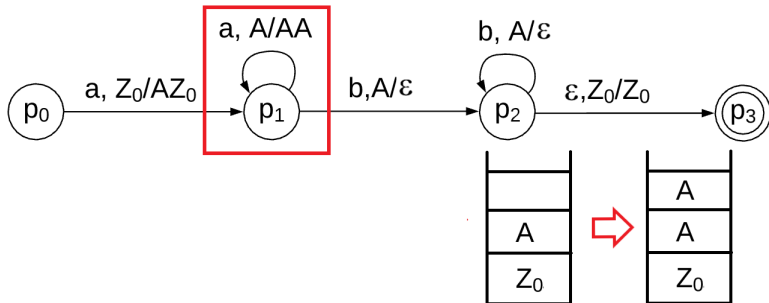 a, A/AA
b, A/ε
a, Z₀/AZ₀
b,A/ε
ε,Z₀/Z₀
p₀
p₁
p₂
p₃
A
A
A
Z₀
Z₀